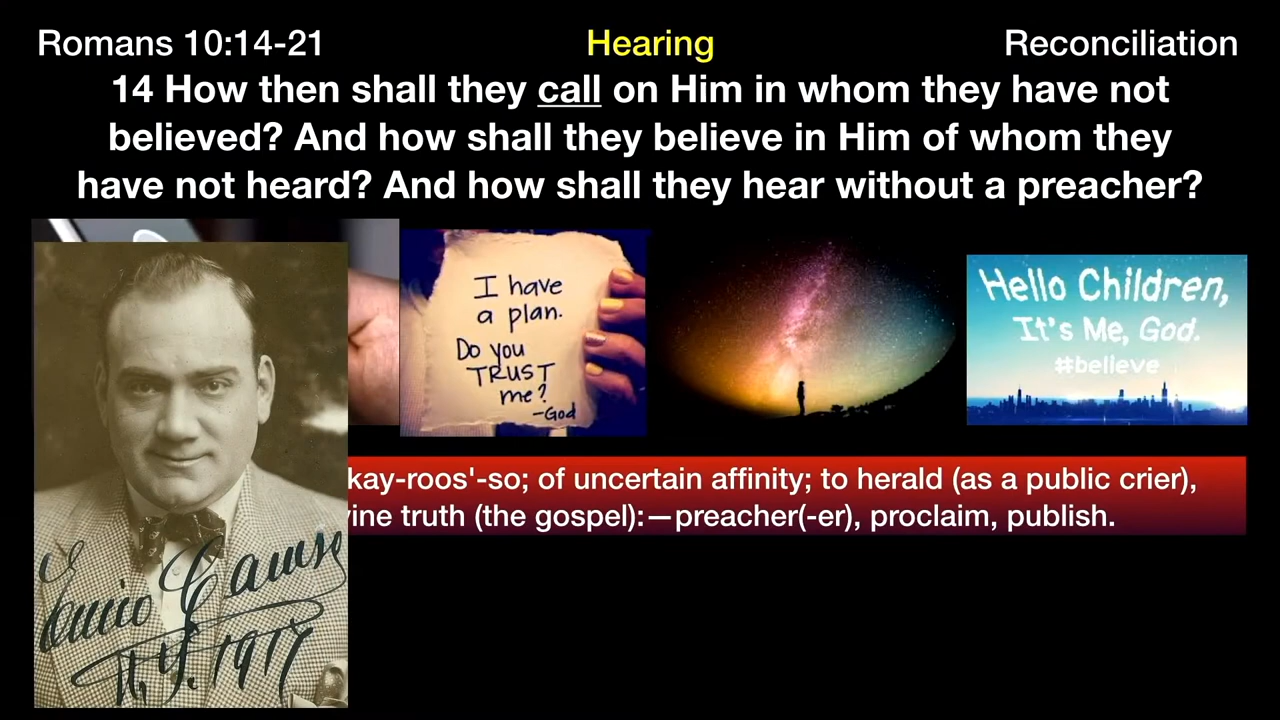 Romans 10:14-21
Hearing
Reconciliation
14 How then shall they call on Him in whom they have not
believed? And how shall they believe in Him of whom they
have not heard? And how shall they hear without a preacher?
I have
a plan.
Do you
TRUST
me?
-God
Hello Children,
It's Me, God.
#believe
kay-roos'-so; of uncertain affinity; to herald (as a public crier),
truth (the gospel):—preacher(-er), proclaim, publish.
N.Y. 1917